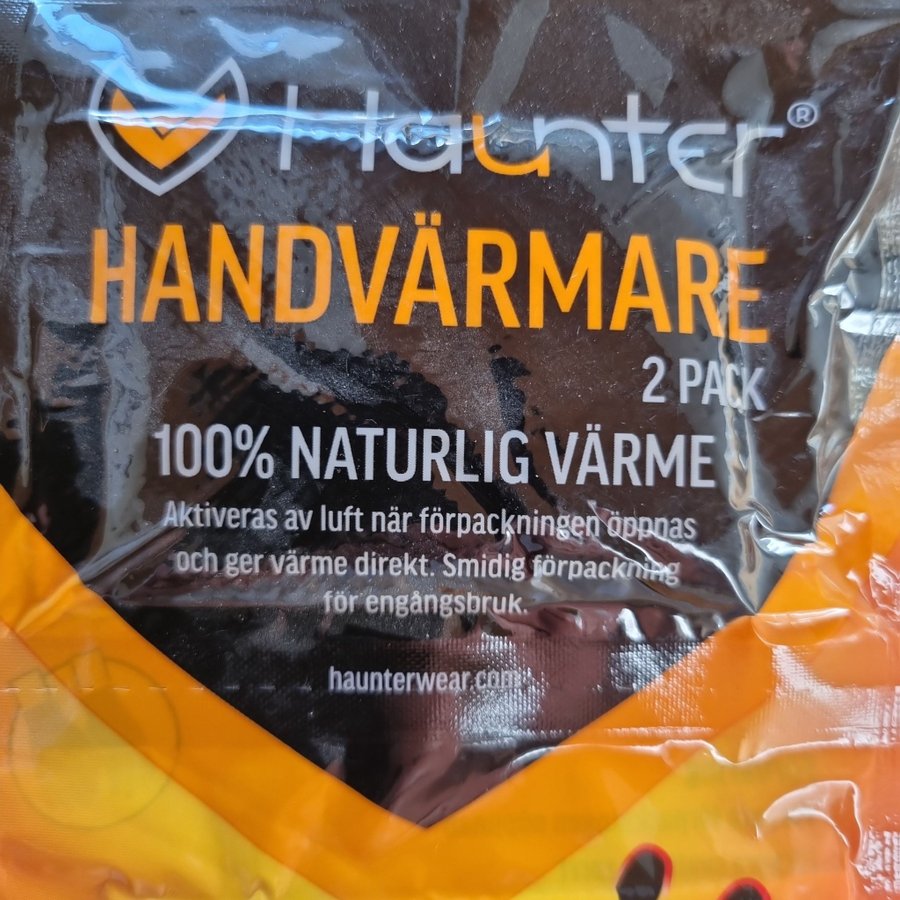 Haunter®
HANDVÄRMARE
2 PACK
100% NATURLIG VÄRME
Aktiveras av luft när förpackningen öppnas
och ger värme direkt. Smidig förpackning
för engångsbruk.
haunterwear.com